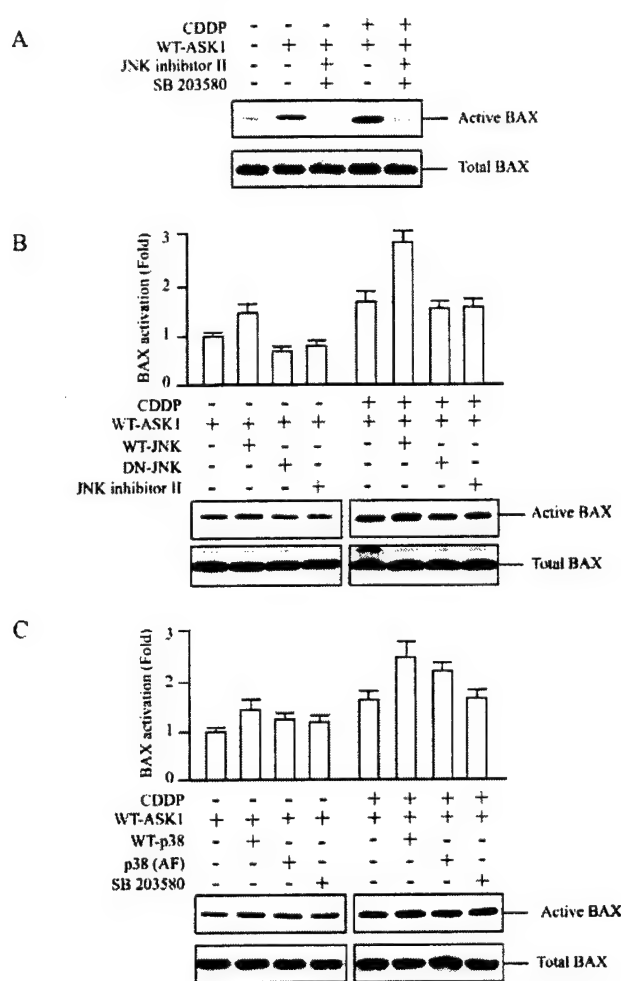 A
CDDP - - - + +
WT-ASK1 - + + + +
JNK inhibitor II - - + - +
SB 203580 - - + - +
Active BAX
Total BAX
B
BAX activation (Fold)
3
2
1
0
CDDP - - - - + + + +
WT-ASK1 + + + + + + + +
WT-JNK - + - - - + - -
DN-JNK - - + - - - + -
JNK inhibitor II - - - + - - - +
Active BAX
Total BAX
C
BAX activation (Fold)
3
2
1
0
CDDP - - - - + + + +
WT-ASK1 + + + + + + + +
WT-p38 - + - - - + - -
p38 (AF) - - + - - - + -
SB 203580 - - - + - - - +
Active BAX
Total BAX